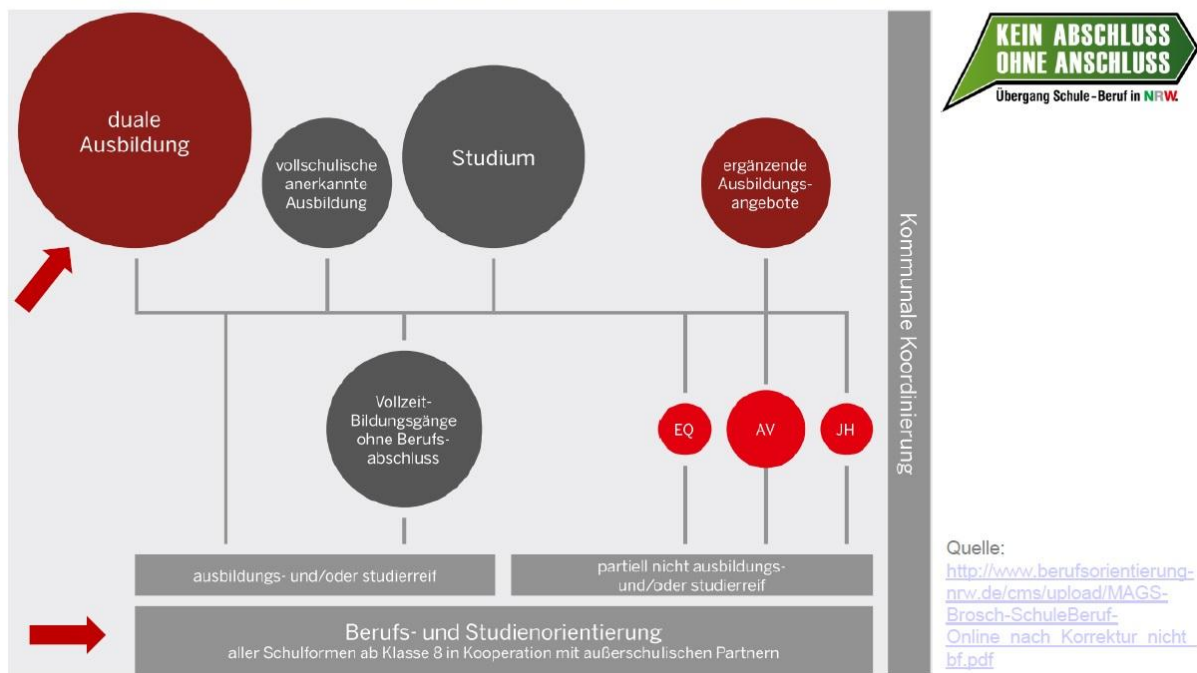 duale
Ausbildung
vollschulische
anerkannte
Ausbildung
Studium
ergänzende
Ausbildungs-
angebote
Vollzeit-
Bildungsgänge
ohne Berufs-
abschluss
EQ
AV
JH
ausbildungs- und/oder studierreif
partiell nicht ausbildungs-
und/oder studierreif
Berufs- und Studienorientierung
aller Schulformen ab Klasse 8 in Kooperation mit außerschulischen Partnern
Kommunale Koordinierung
KEIN ABSCHLUSS
OHNE ANSCHLUSS
Übergang Schule – Beruf in NRW.
Quelle:
http://www.berufsorientierung-
nrw.de/cms/upload/MAGS-
Brosch-SchuleBeruf-
Online_nach_Korrektur_nicht_
bf.pdf